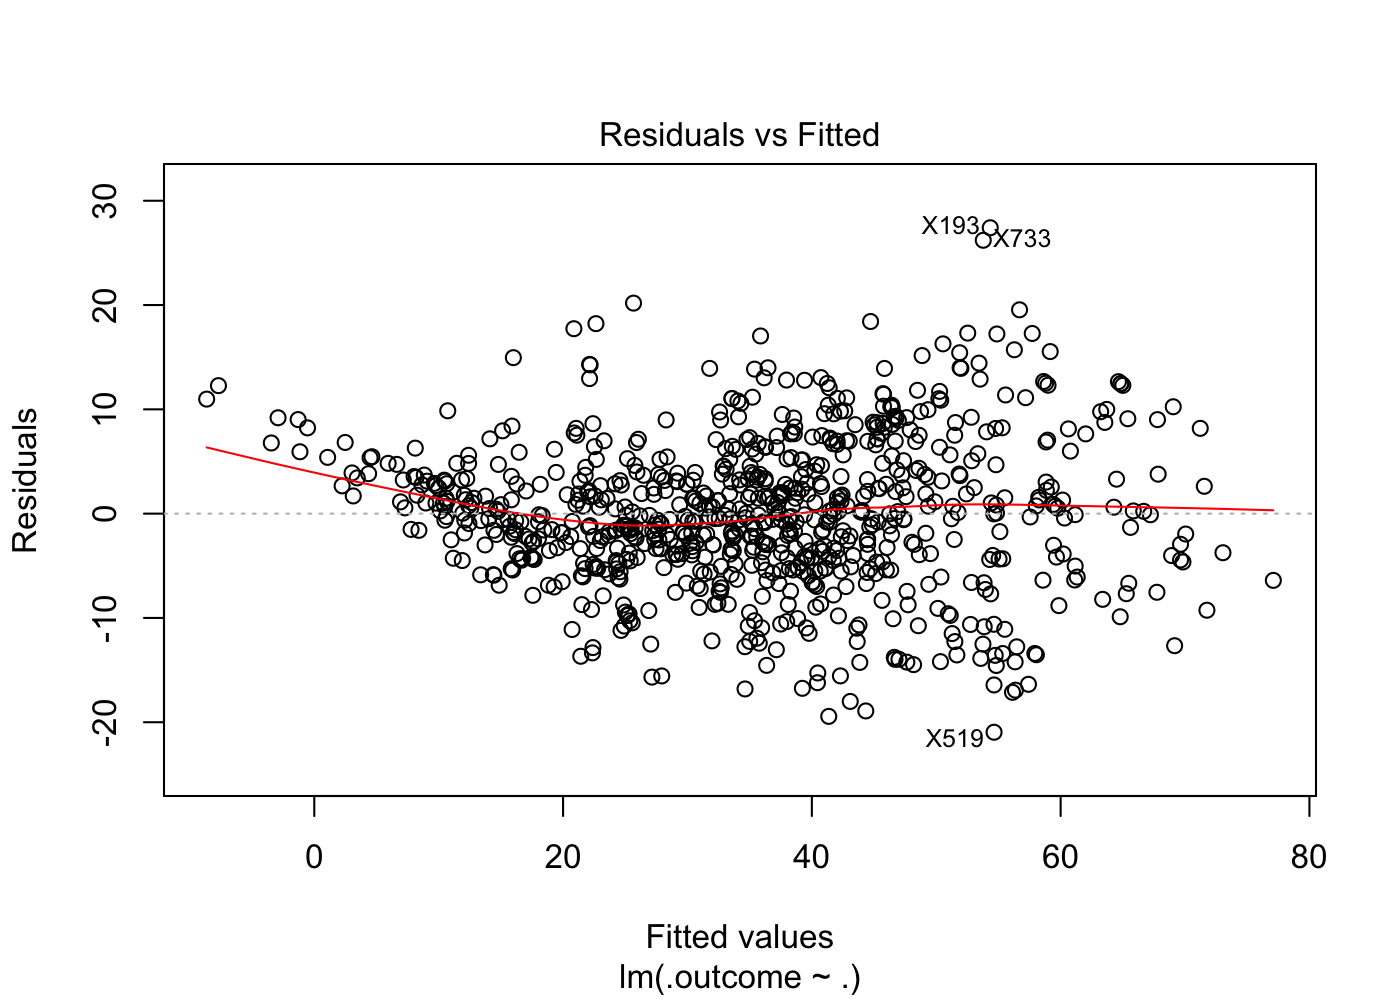 Residuals vs Fitted
Residuals
30
20
10
0
-10
-20
X193
X733
X519
0 20 40 60 80
Fitted values
lm(.outcome ~ .)